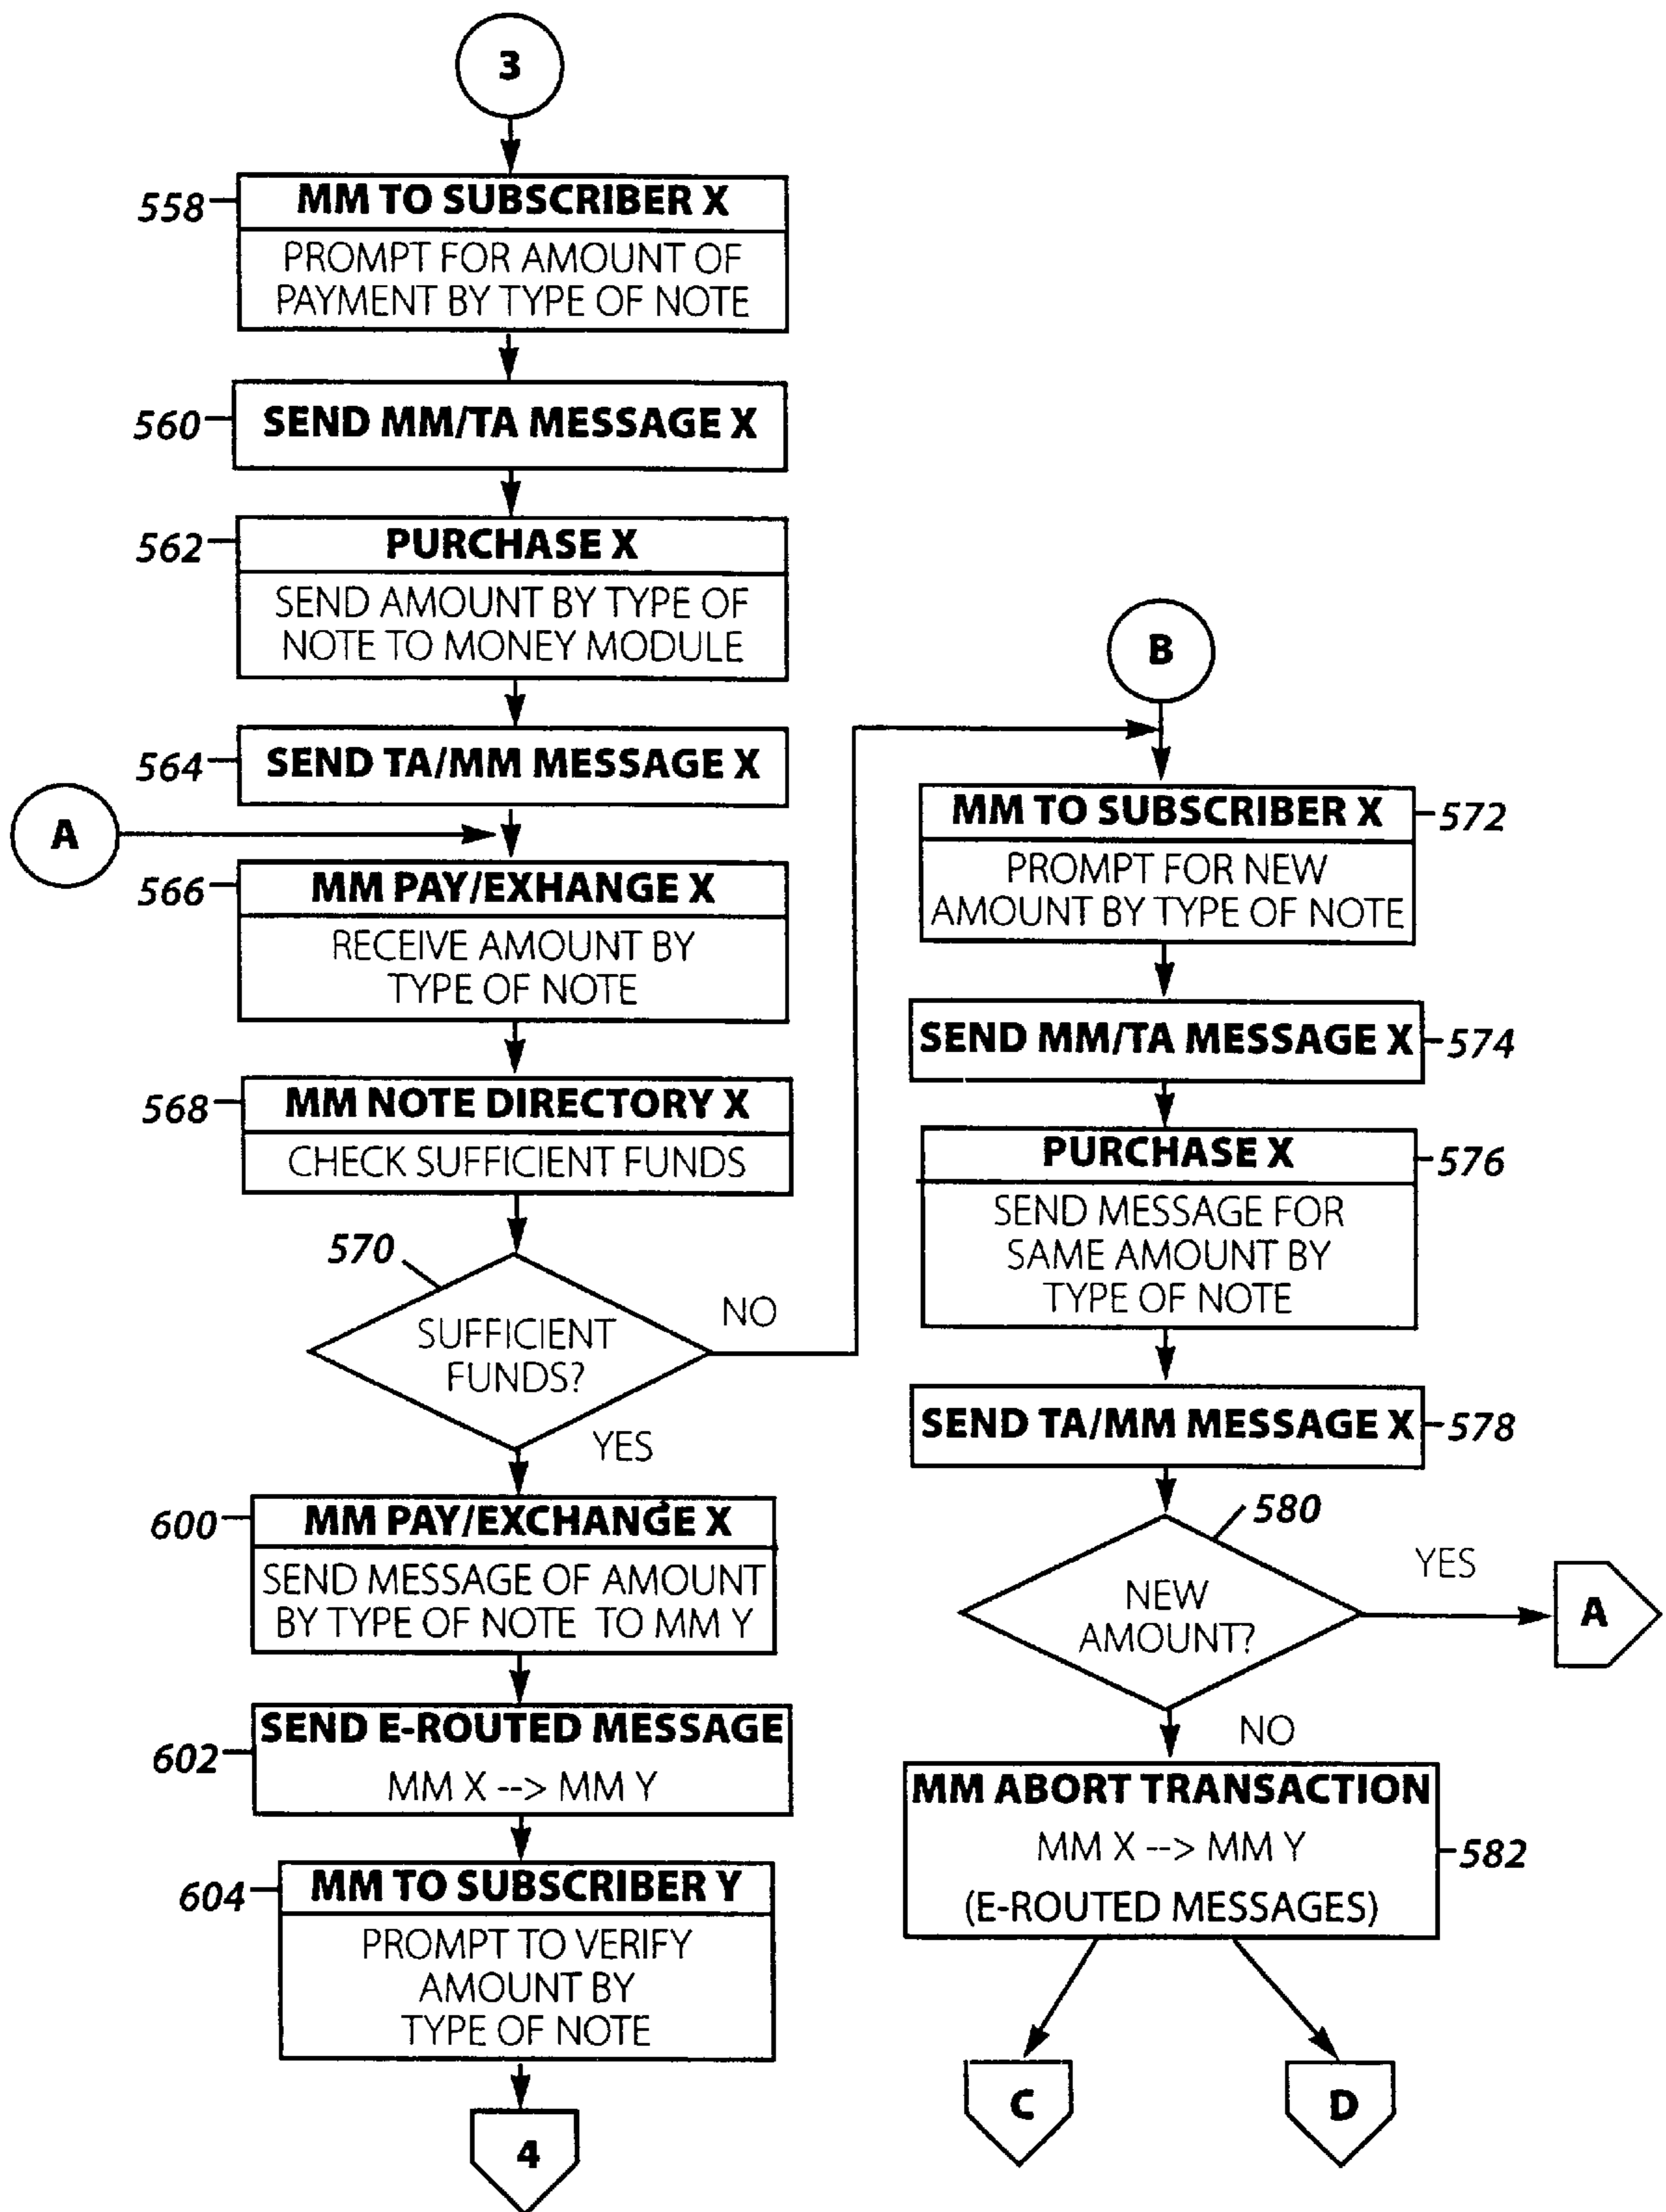 3
558
MM TO SUBSCRIBER X
PROMPT FOR AMOUNT OF
PAYMENT BY TYPE OF NOTE
560
SEND MM/TA MESSAGE X
562
PURCHASE X
SEND AMOUNT BY TYPE OF
NOTE TO MONEY MODULE
564
SEND TA/MM MESSAGE X
A
566
MM PAY/EXHANGE X
RECEIVE AMOUNT BY
TYPE OF NOTE
568
MM NOTE DIRECTORY X
CHECK SUFFICIENT FUNDS
570
SUFFICIENT
FUNDS?
NO
YES
600
MM PAY/EXCHANGE X
SEND MESSAGE OF AMOUNT
BY TYPE OF NOTE TO MM Y
602
SEND E-ROUTED MESSAGE
MM X --> MM Y
604
MM TO SUBSCRIBER Y
PROMPT TO VERIFY
AMOUNT BY
TYPE OF NOTE
4
B
MM TO SUBSCRIBER X
572
PROMPT FOR NEW
AMOUNT BY TYPE OF NOTE
SEND MM/TA MESSAGE X
574
PURCHASE X
576
SEND MESSAGE FOR
SAME AMOUNT BY
TYPE OF NOTE
SEND TA/MM MESSAGE X
578
580
NEW
AMOUNT?
YES
A
NO
MM ABORT TRANSACTION
MM X --> MM Y
(E-ROUTED MESSAGES)
582
C
D